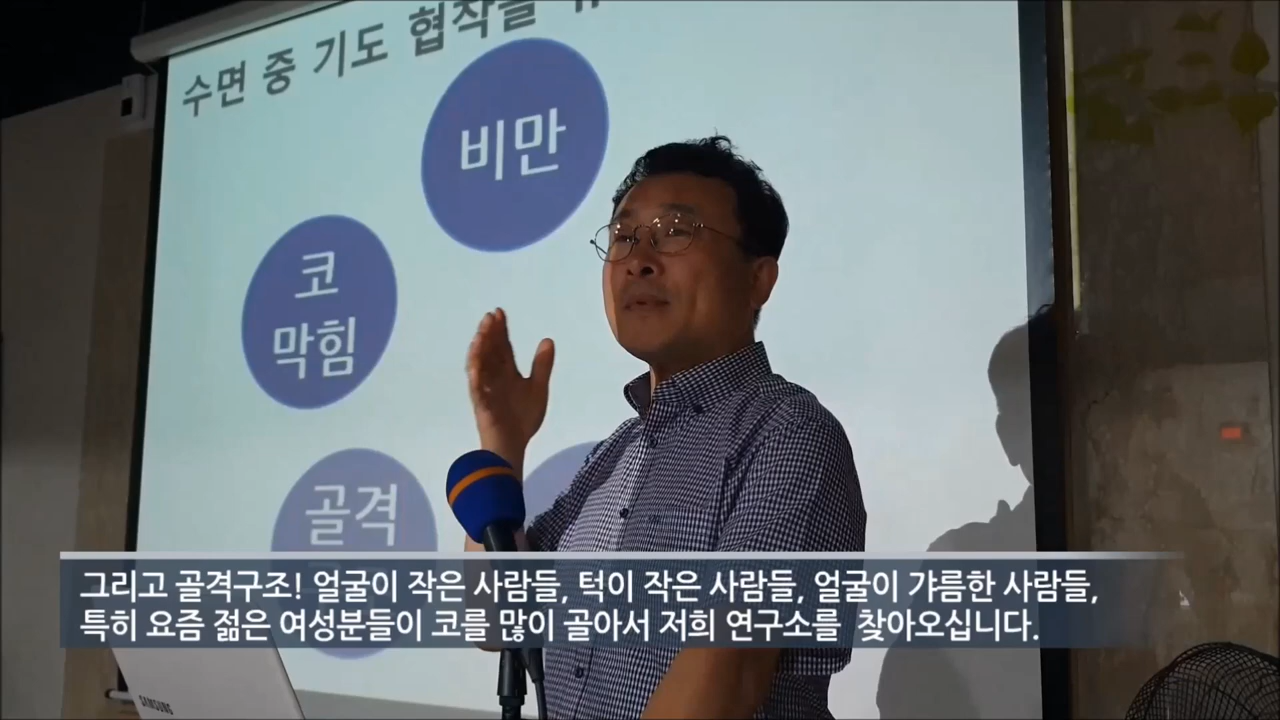 수면 중 기도 협착을
비만
코
막힘
골격
그리고 골격구조! 얼굴이 작은 사람들, 턱이 작은 사람들, 얼굴이 갸름한 사람들,
특히 요즘 젊은 여성분들이 코를 많이 골아서 저희 연구소를 찾아오십니다.
SAMSUNG